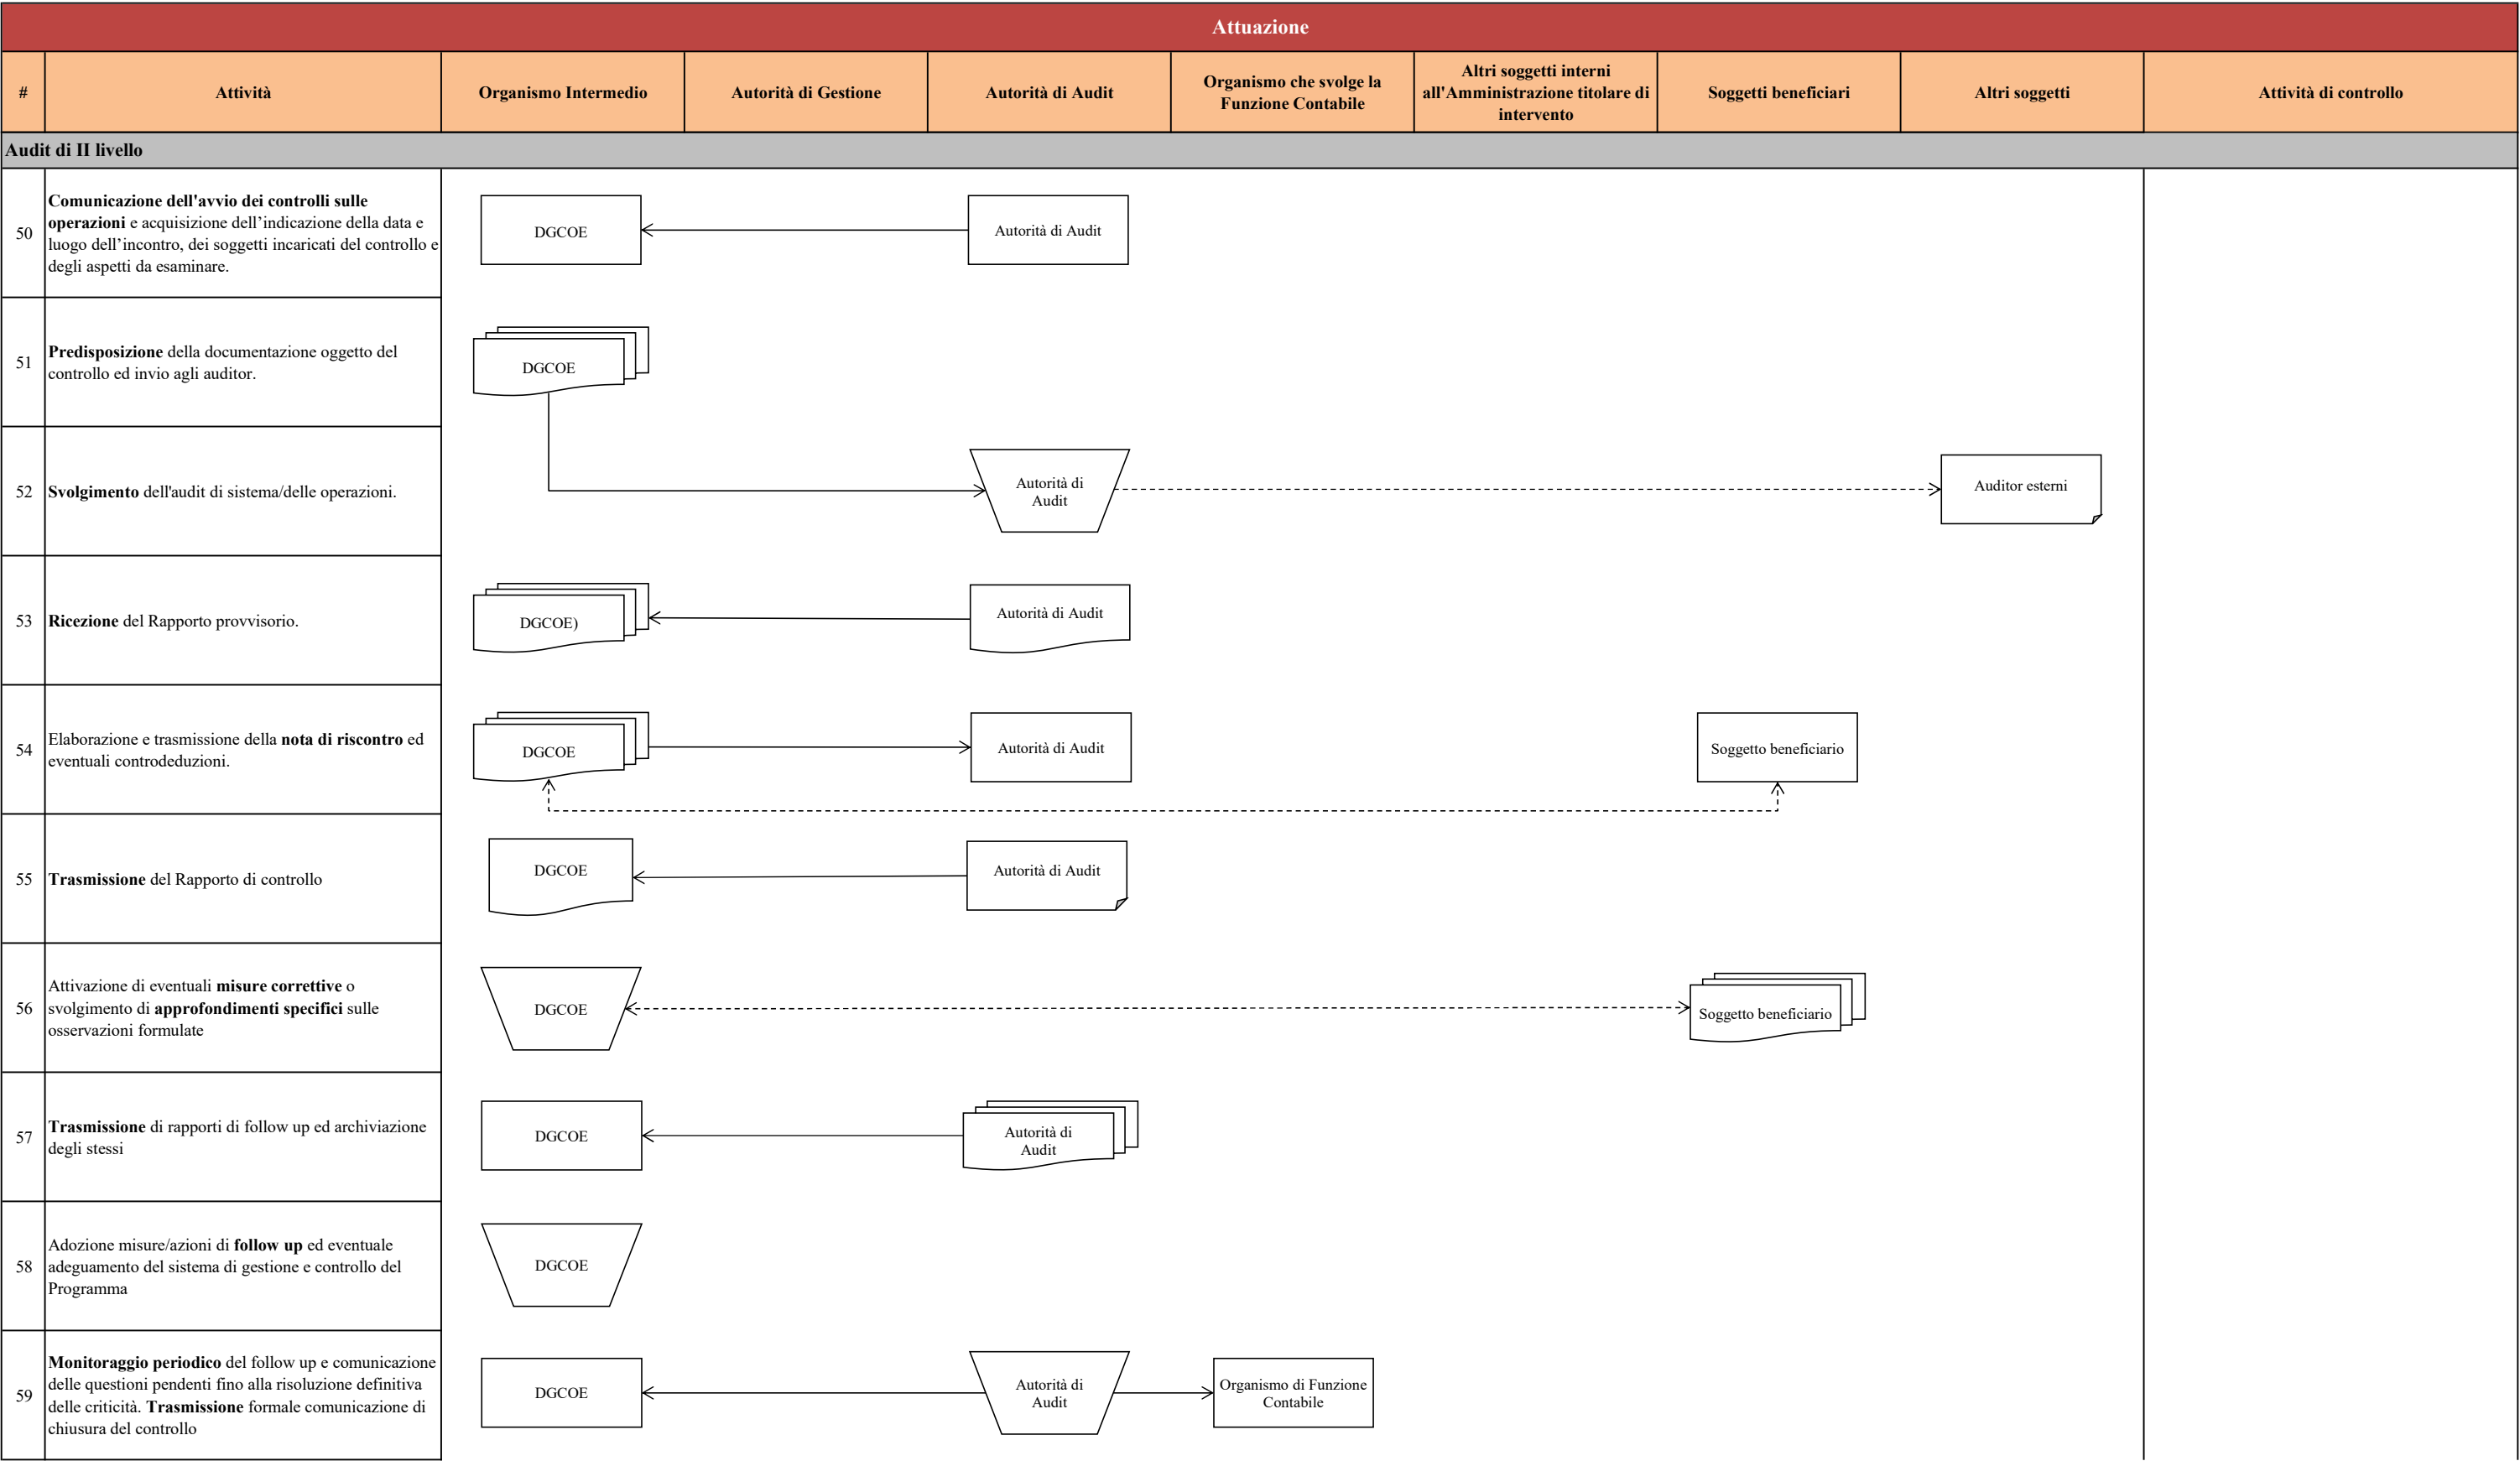 Attuazione
#
Attività
Organismo Intermedio
Autorità di Gestione
Autorità di Audit
Organismo che svolge la
Funzione Contabile
Altri soggetti interni
all'Amministrazione titolare di
intervento
Soggetti beneficiari
Altri soggetti
Attività di controllo
Audit di II livello
50
Comunicazione dell'avvio dei controlli sulle
operazioni e acquisizione dell’indicazione della data e
luogo dell’incontro, dei soggetti incaricati del controllo e
degli aspetti da esaminare.
DGCOE
Autorità di Audit
51
Predisposizione della documentazione oggetto del
controllo ed invio agli auditor.
DGCOE
52
Svolgimento dell'audit di sistema/delle operazioni.
Autorità di
Audit
Auditor esterni
53
Ricezione del Rapporto provvisorio.
DGCOE)
Autorità di Audit
54
Elaborazione e trasmissione della nota di riscontro ed
eventuali controdeduzioni.
DGCOE
Autorità di Audit
Soggetto beneficiario
55
Trasmissione del Rapporto di controllo
DGCOE
Autorità di Audit
56
Attivazione di eventuali misure correttive o
svolgimento di approfondimenti specifici sulle
osservazioni formulate
DGCOE
Soggetto beneficiario
57
Trasmissione di rapporti di follow up ed archiviazione
degli stessi
DGCOE
Autorità di
Audit
58
Adozione misure/azioni di follow up ed eventuale
adeguamento del sistema di gestione e controllo del
Programma
DGCOE
59
Monitoraggio periodico del follow up e comunicazione
delle questioni pendenti fino alla risoluzione definitiva
delle criticità. Trasmissione formale comunicazione di
chiusura del controllo
DGCOE
Autorità di
Audit
Organismo di Funzione
Contabile